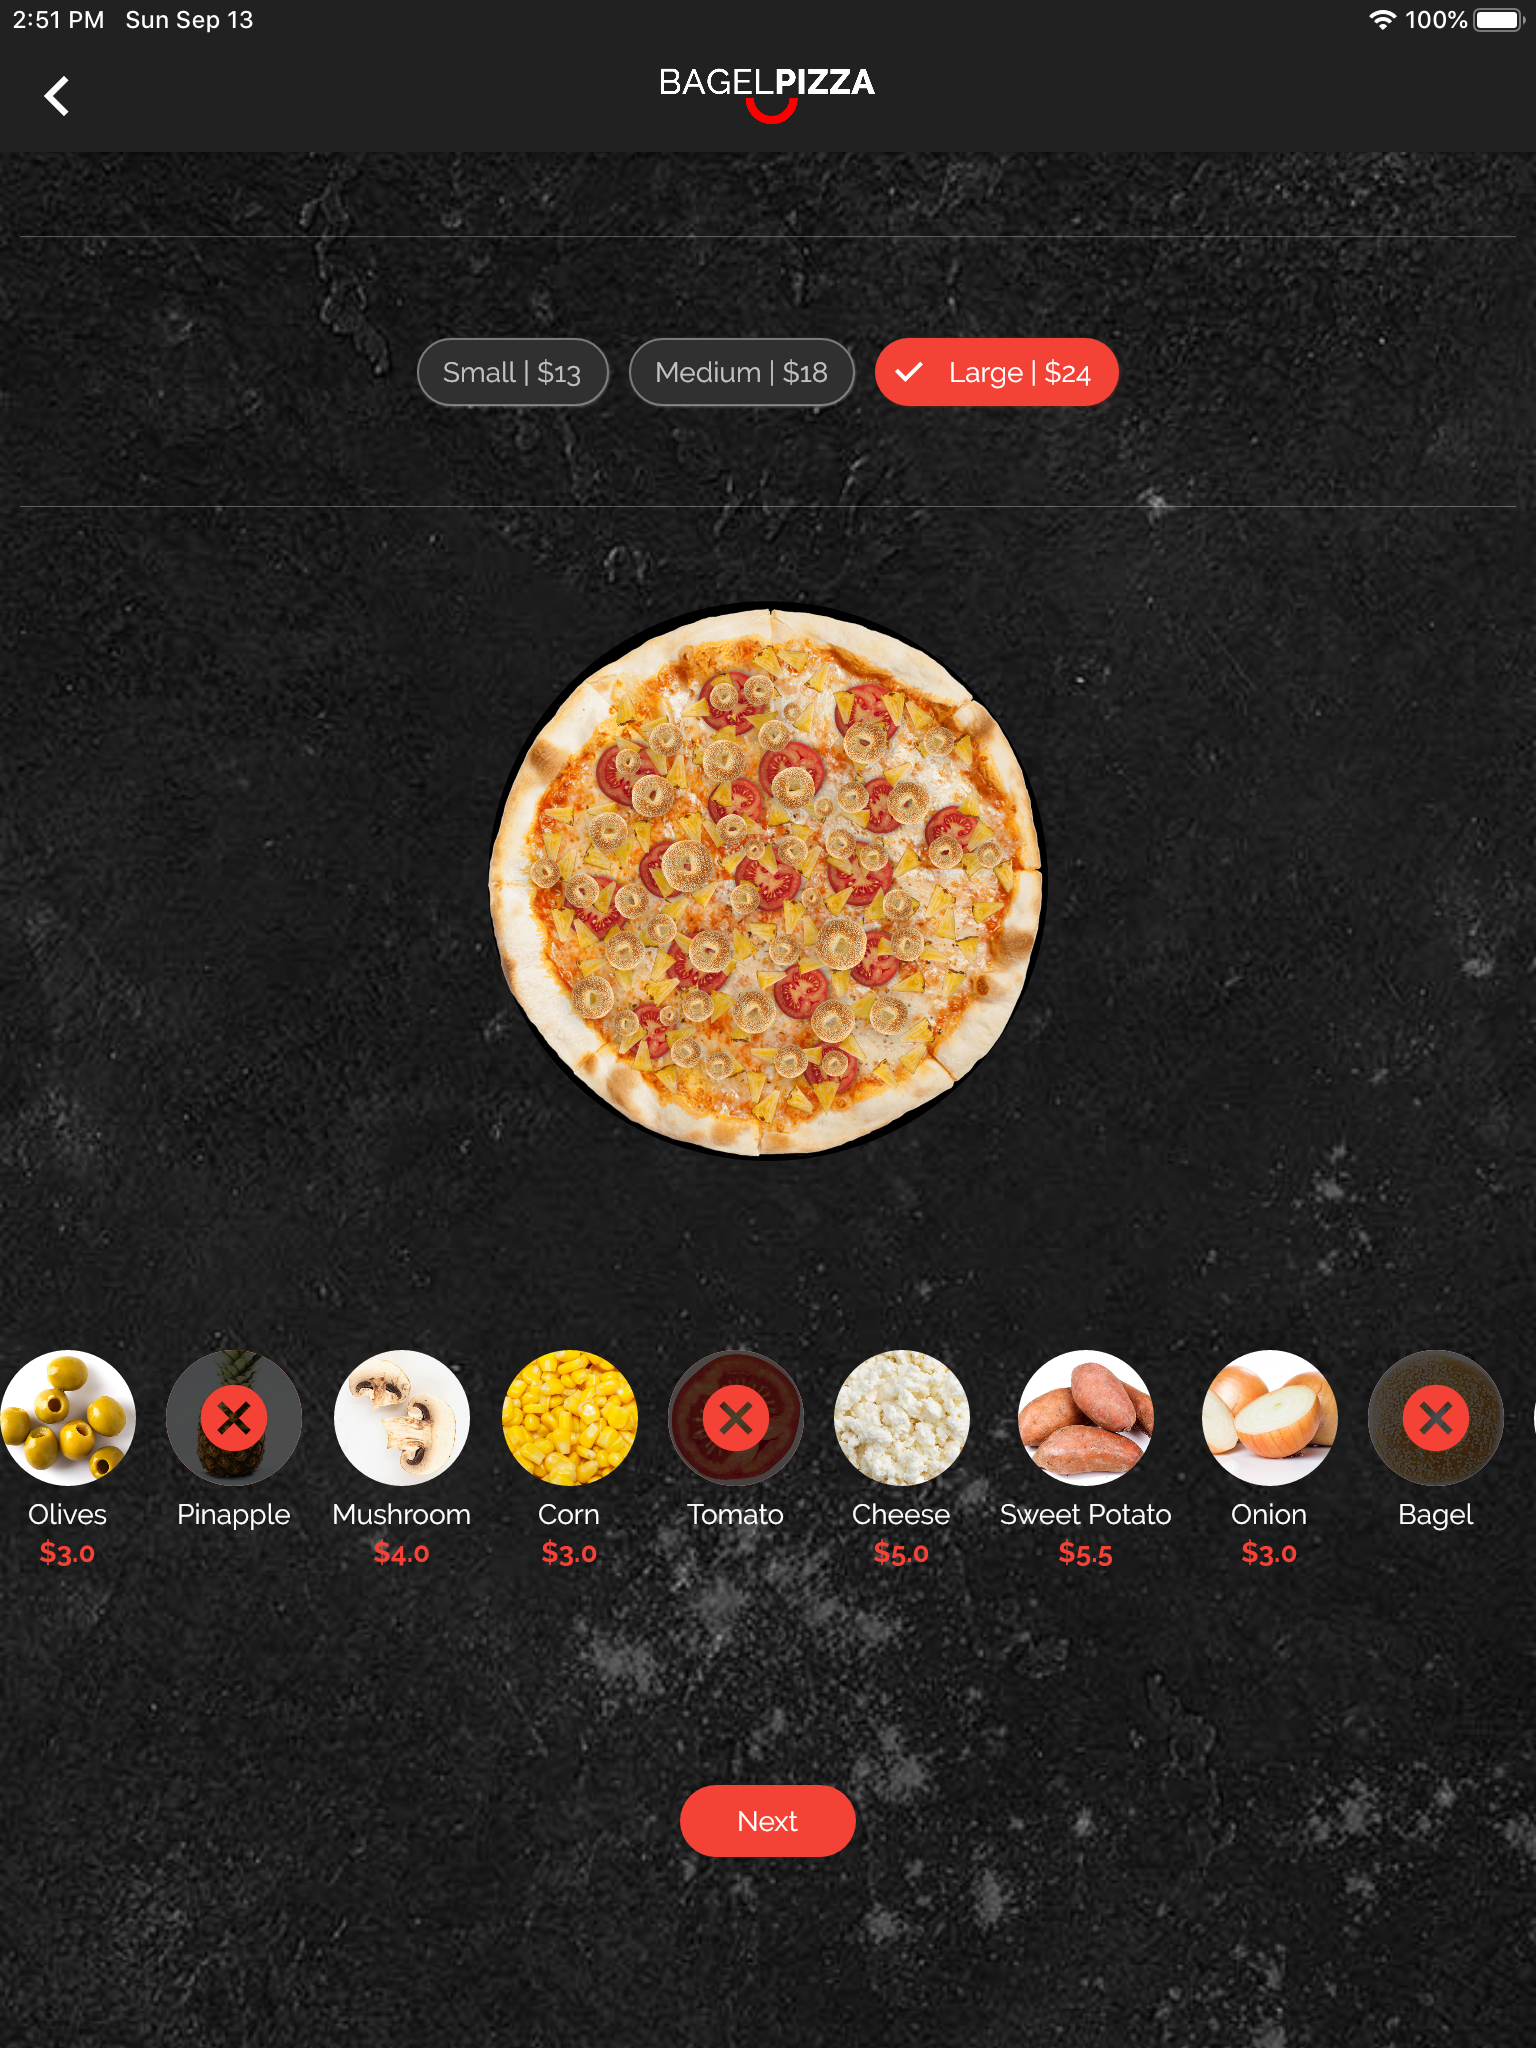 2:51 PM Sun Sep 13 100%
BAGELPIZZA
Small | $13 Medium | $18 Large | $24
Olives Pinapple Mushroom Corn Tomato Cheese Sweet Potato Onion Bagel
$3.0 $4.0 $3.0 $5.0 $5.5 $3.0
Next